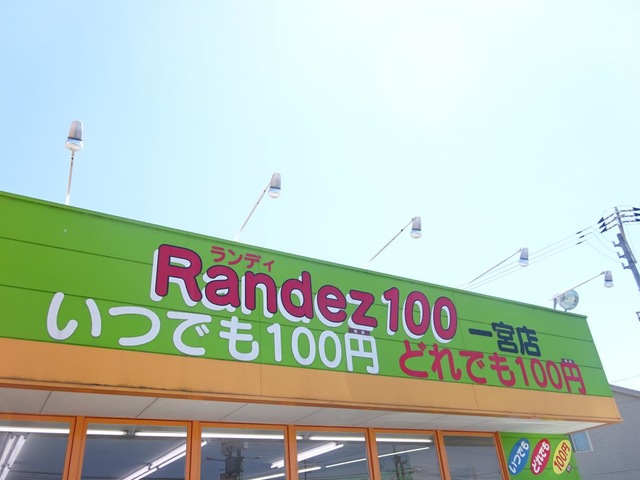 ランディ
Randez100 一宮店
いつでも100円 どれでも100円
いつでも
どれでも
100円